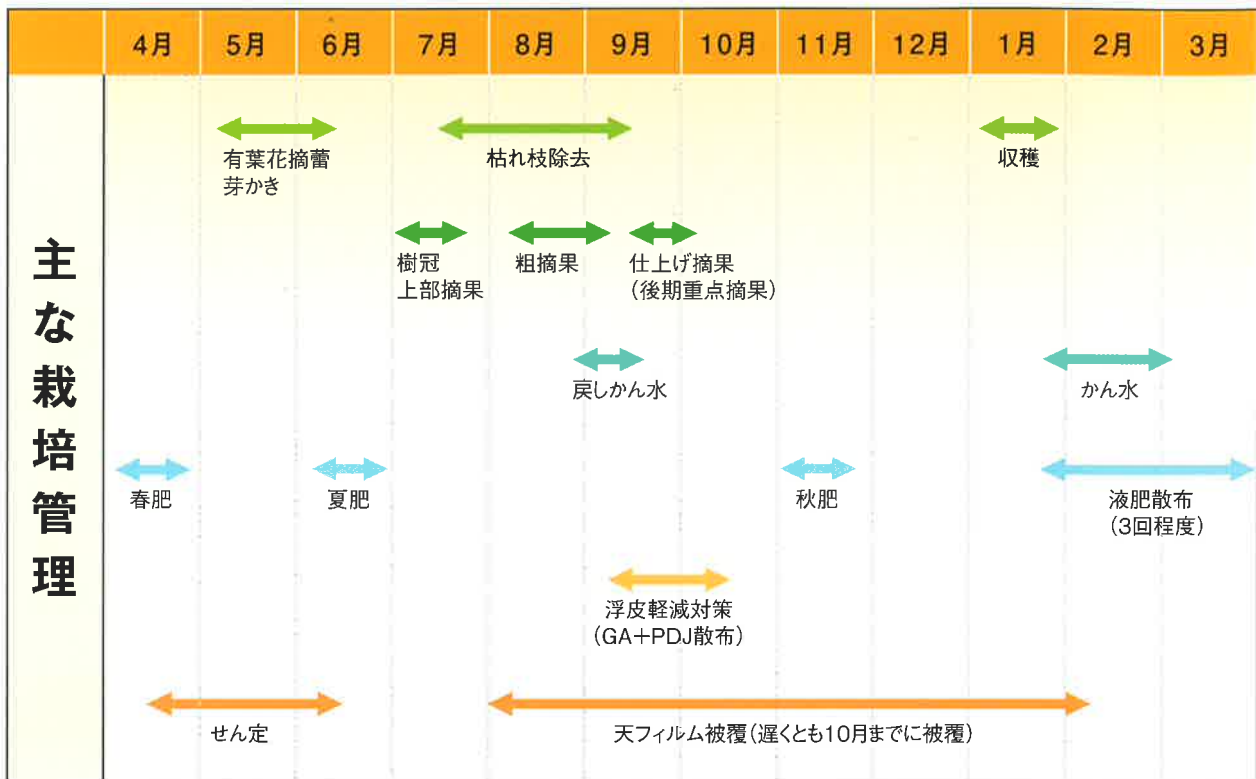 4月 5月 6月 7月 8月 9月 10月 11月 12月 1月 2月 3月
主な栽培管理
有葉花摘蕾
芽かき
枯れ枝除去
収穫
樹冠
上部摘果
粗摘果
仕上げ摘果
(後期重点摘果)
戻しかん水
かん水
春肥
夏肥
秋肥
液肥散布
(3回程度)
浮皮軽減対策
(GA+PDJ散布)
せん定
天フィルム被覆(遅くとも10月までに被覆)